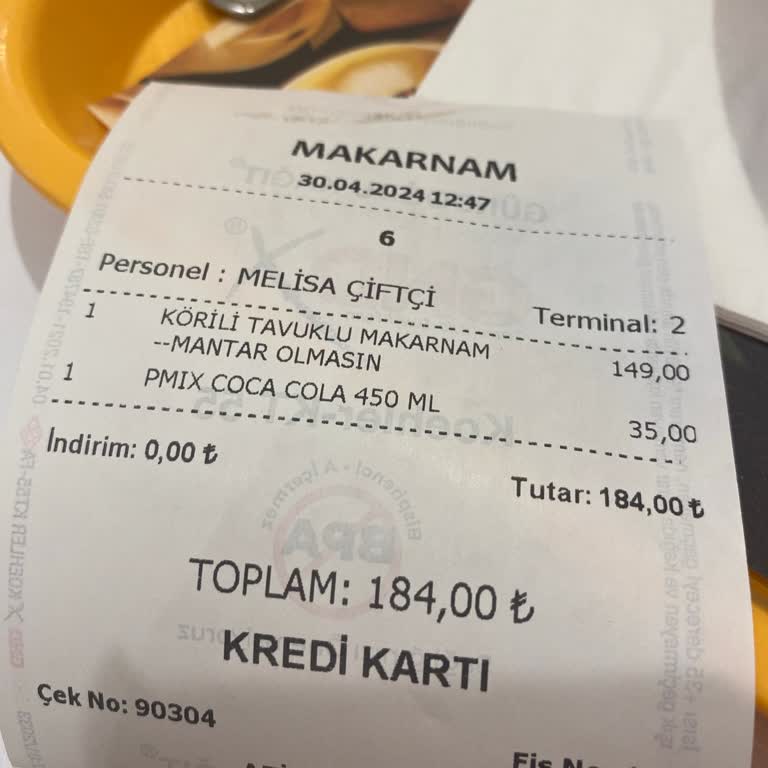 MAKARNAM
30.04.2024 12:47
6
Personel : MELİSA ÇİFTÇİ
Terminal: 2
1 KÖRİLİ TAVUKLU MAKARNAM 149,00
--MANTAR OLMASIN
1 PMIX COCA COLA 450 ML 35,00
İndirim: 0,00 ₺
Tutar: 184,00 ₺
TOPLAM: 184,00 ₺
KREDİ KARTI
Çek No: 90304